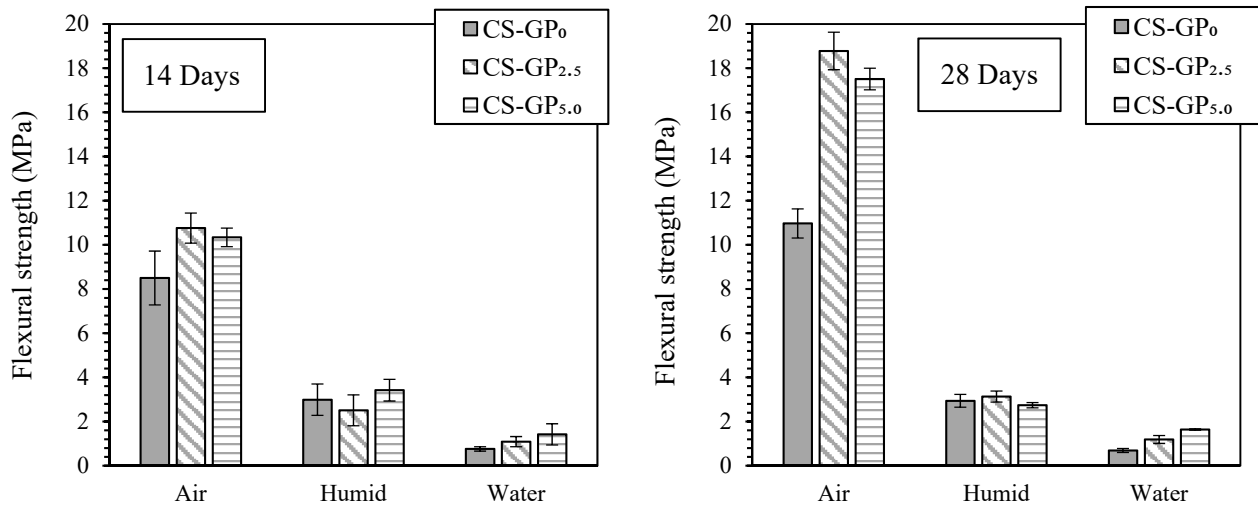 14 Days
CS-GP₀
CS-GP₂.₅
CS-GP₅.₀
Flexural strength (MPa)
20
18
16
14
12
10
8
6
4
2
0
Air Humid Water
28 Days
CS-GP₀
CS-GP₂.₅
CS-GP₅.₀
Flexural strength (MPa)
20
18
16
14
12
10
8
6
4
2
0
Air Humid Water